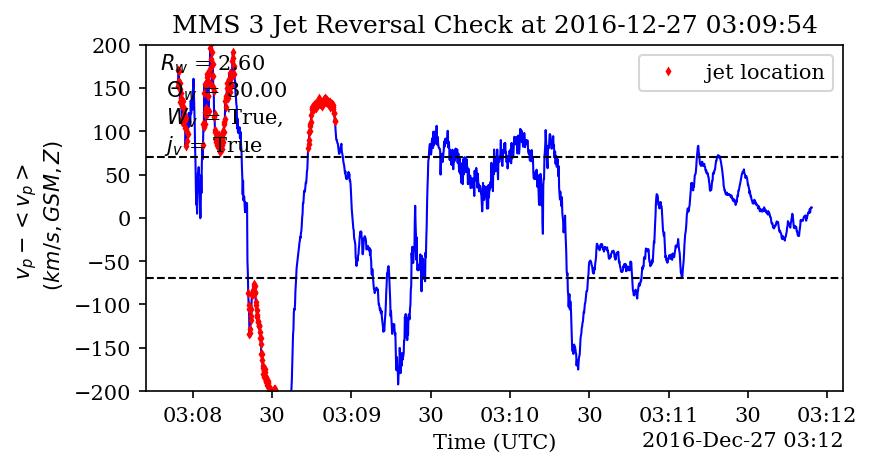 MMS 3 Jet Reversal Check at 2016-12-27 03:09:54
R_w = 2.60
Θ_w = 30.00
W_v = True,
j_v = True
jet location
200
150
100
50
0
−50
−100
−150
−200
v_p − < v_p >
(km/s, GSM, Z)
03:08 30 03:09 30 03:10 30 03:11 30 03:12
Time (UTC)
2016-Dec-27 03:12